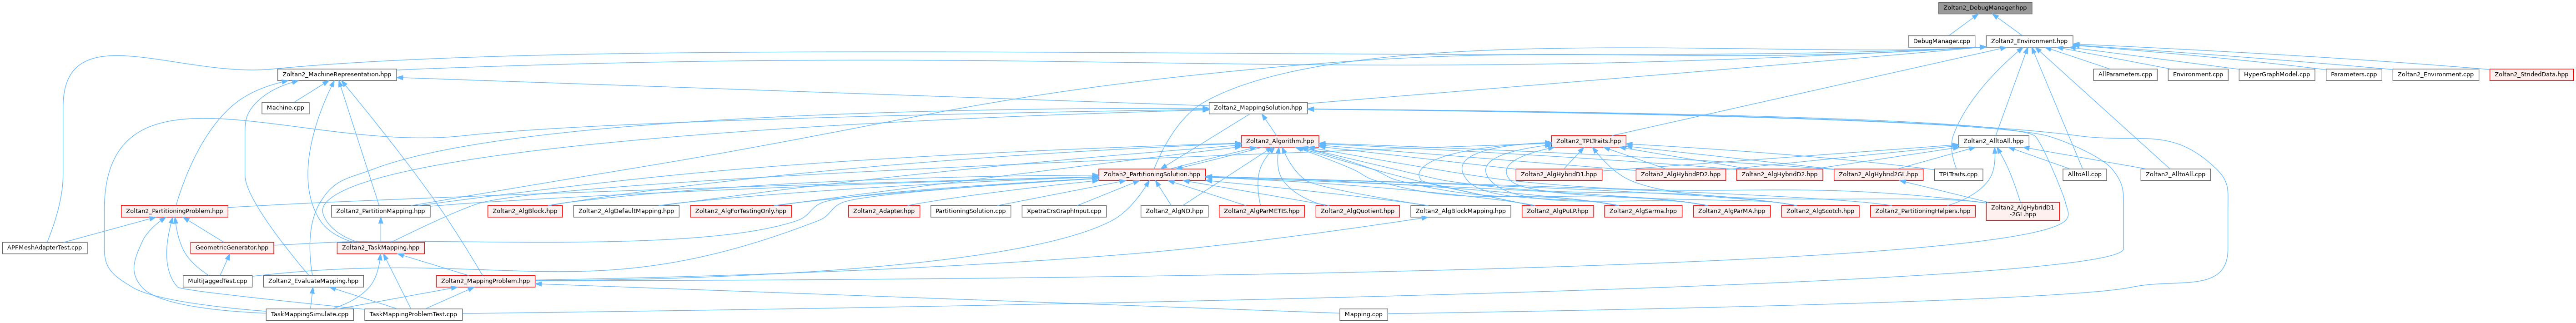 Zoltan2_DebugManager.hpp
DebugManager.cpp
Zoltan2_Environment.hpp
Zoltan2_MachineRepresentation.hpp
AllParameters.cpp
Environment.cpp
HyperGraphModel.cpp
Parameters.cpp
Zoltan2_Environment.cpp
Zoltan2_StridedData.hpp
Machine.cpp
Zoltan2_MappingSolution.hpp
Zoltan2_Algorithm.hpp
Zoltan2_TPLTraits.hpp
Zoltan2_AlltoAll.hpp
Zoltan2_PartitioningSolution.hpp
Zoltan2_AlgHybridD1.hpp
Zoltan2_AlgHybridPD2.hpp
Zoltan2_AlgHybridD2.hpp
Zoltan2_AlgHybrid2GL.hpp
TPLTraits.cpp
AlltoAll.cpp
Zoltan2_AlltoAll.cpp
Zoltan2_PartitioningProblem.hpp
Zoltan2_PartitionMapping.hpp
Zoltan2_AlgBlock.hpp
Zoltan2_AlgDefaultMapping.hpp
Zoltan2_AlgForTestingOnly.hpp
Zoltan2_Adapter.hpp
PartitioningSolution.cpp
XpetraCrsGraphInput.cpp
Zoltan2_AlgND.hpp
Zoltan2_AlgParMETIS.hpp
Zoltan2_AlgQuotient.hpp
Zoltan2_AlgBlockMapping.hpp
Zoltan2_AlgPuLP.hpp
Zoltan2_AlgSarma.hpp
Zoltan2_AlgParMA.hpp
Zoltan2_AlgScotch.hpp
Zoltan2_PartitioningHelpers.hpp
Zoltan2_AlgHybridD1
-2GL.hpp
APFMeshAdapterTest.cpp
GeometricGenerator.hpp
Zoltan2_TaskMapping.hpp
MultiJaggedTest.cpp
Zoltan2_EvaluateMapping.hpp
Zoltan2_MappingProblem.hpp
TaskMappingSimulate.cpp
TaskMappingProblemTest.cpp
Mapping.cpp